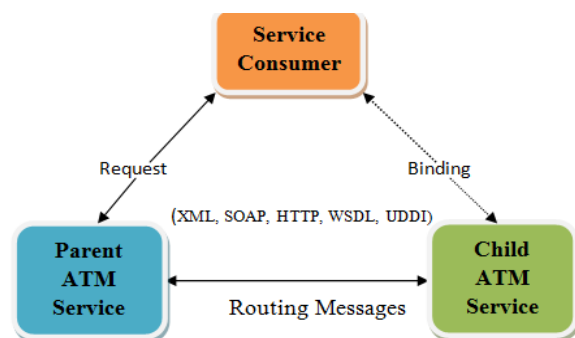 Service
Consumer
Request
Binding
(XML, SOAP, HTTP, WSDL, UDDI)
Parent
ATM
Service
Child
ATM
Service
Routing Messages